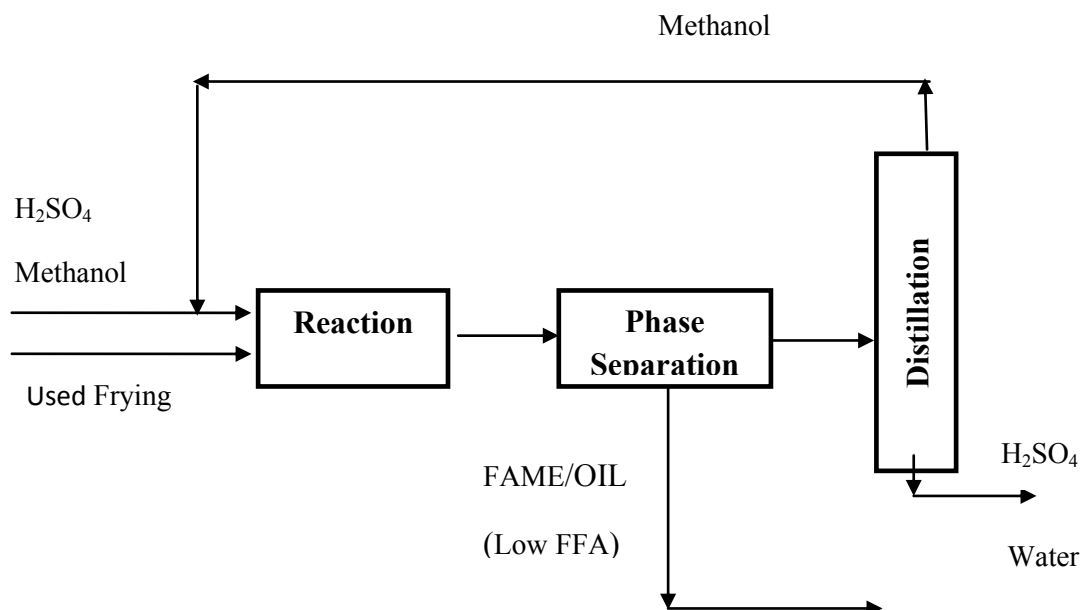 Methanol
H₂SO₄
Methanol
Used Frying
Reaction
Phase
Separation
Distillation
FAME/OIL
(Low FFA)
H₂SO₄
Water